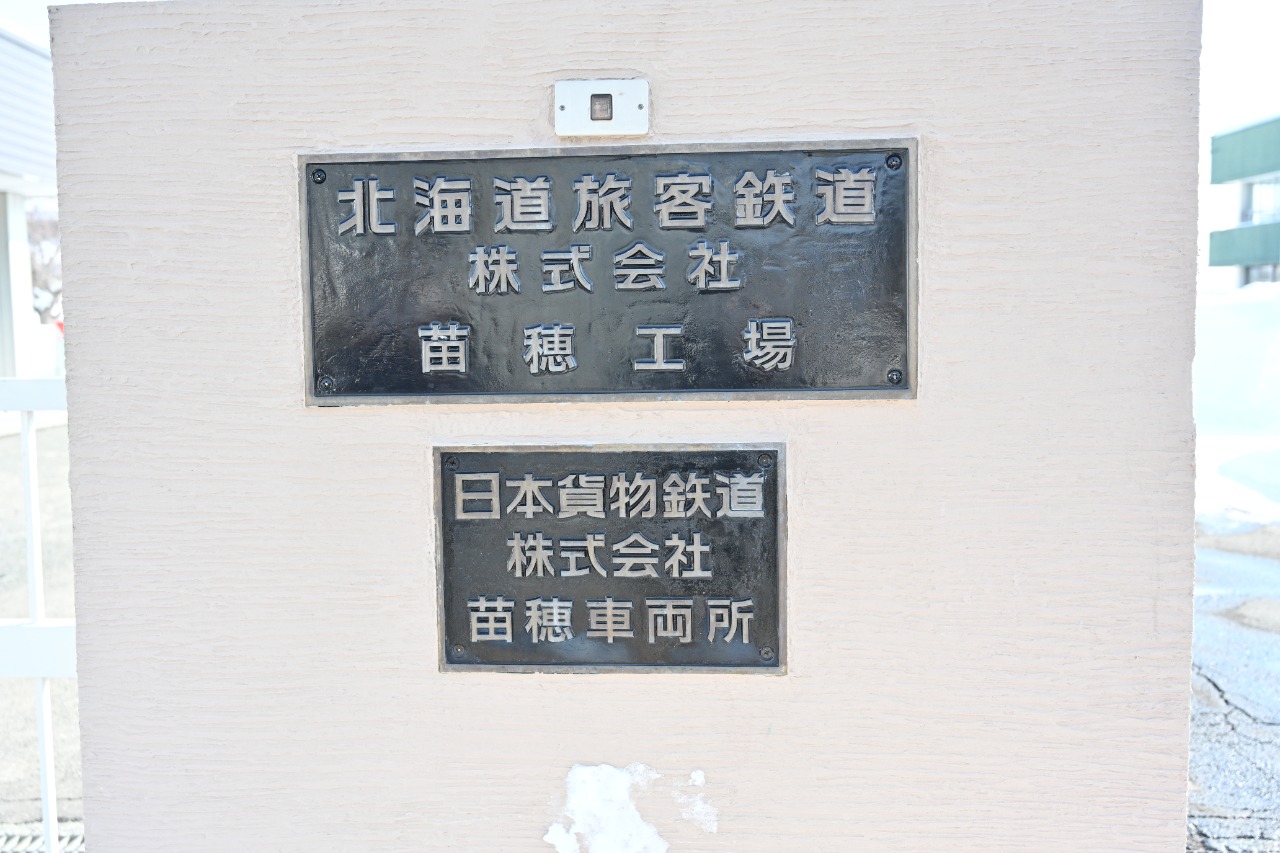 北海道旅客鉄道
株式会社
苗穂工場
日本貨物鉄道
株式会社
苗穂車両所